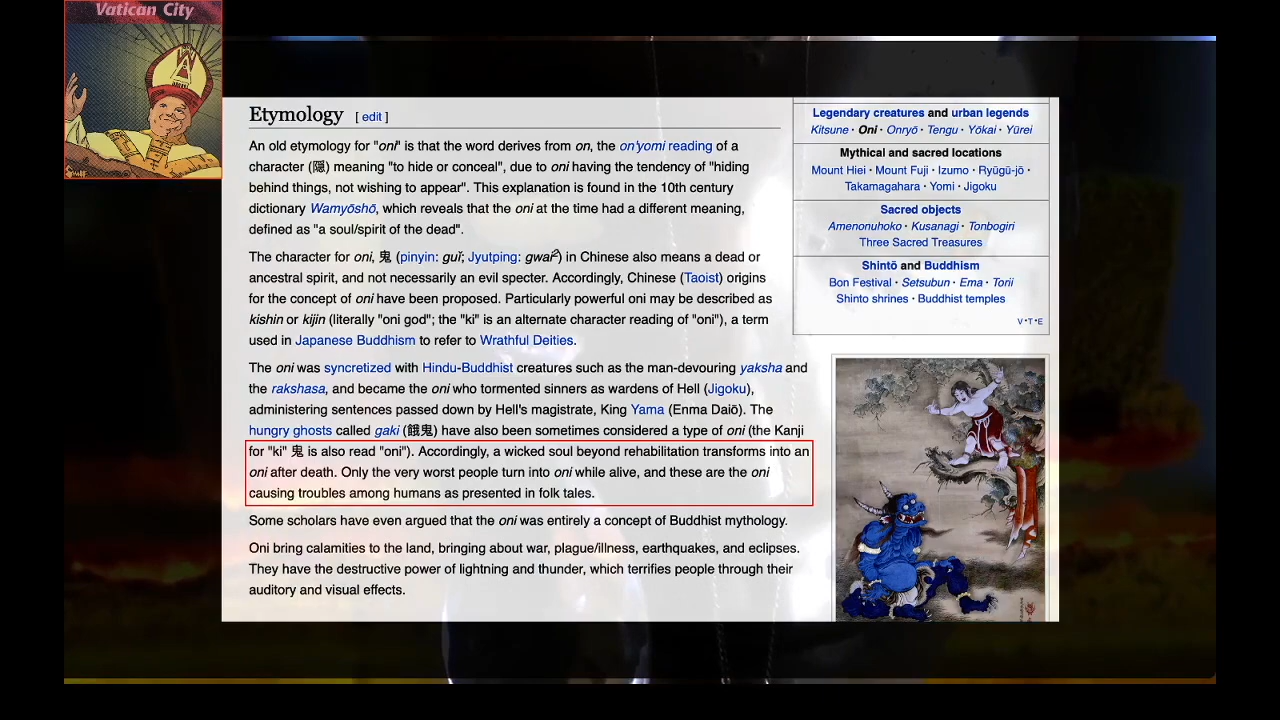 Vatican City
Etymology [ edit ]
An old etymology for "oni" is that the word derives from on, the on'yomi reading of a
character (隠) meaning "to hide or conceal", due to oni having the tendency of "hiding
behind things, not wishing to appear". This explanation is found in the 10th century
dictionary Wamyōshō, which reveals that the oni at the time had a different meaning,
defined as "a soul/spirit of the dead".
The character for oni, 鬼 (pinyin: guǐ; Jyutping: gwai2) in Chinese also means a dead or
ancestral spirit, and not necessarily an evil specter. Accordingly, Chinese (Taoist) origins
for the concept of oni have been proposed. Particularly powerful oni may be described as
kishin or kijin (literally "oni god"; the "ki" is an alternate character reading of "oni"), a term
used in Japanese Buddhism to refer to Wrathful Deities.
The oni was syncretized with Hindu-Buddhist creatures such as the man-devouring yaksha and
the rakshasa, and became the oni who tormented sinners as wardens of Hell (Jigoku),
administering sentences passed down by Hell's magistrate, King Yama (Enma Daiō). The
hungry ghosts called gaki (餓鬼) have also been sometimes considered a type of oni (the Kanji
for "ki" 鬼 is also read "oni"). Accordingly, a wicked soul beyond rehabilitation transforms into an
oni after death. Only the very worst people turn into oni while alive, and these are the oni
causing troubles among humans as presented in folk tales.
Some scholars have even argued that the oni was entirely a concept of Buddhist mythology.
Oni bring calamities to the land, bringing about war, plague/illness, earthquakes, and eclipses.
They have the destructive power of lightning and thunder, which terrifies people through their
auditory and visual effects.
Legendary creatures and urban legends
Kitsune · Oni · Onryō · Tengu · Yōkai · Yūrei
Mythical and sacred locations
Mount Hiei · Mount Fuji · Izumo · Ryūgū-jō ·
Takamagahara · Yomi · Jigoku
Sacred objects
Amenonuhoko · Kusanagi · Tonbogiri
Three Sacred Treasures
Shintō and Buddhism
Bon Festival · Setsubun · Ema · Torii
Shinto shrines · Buddhist temples
V·T·E